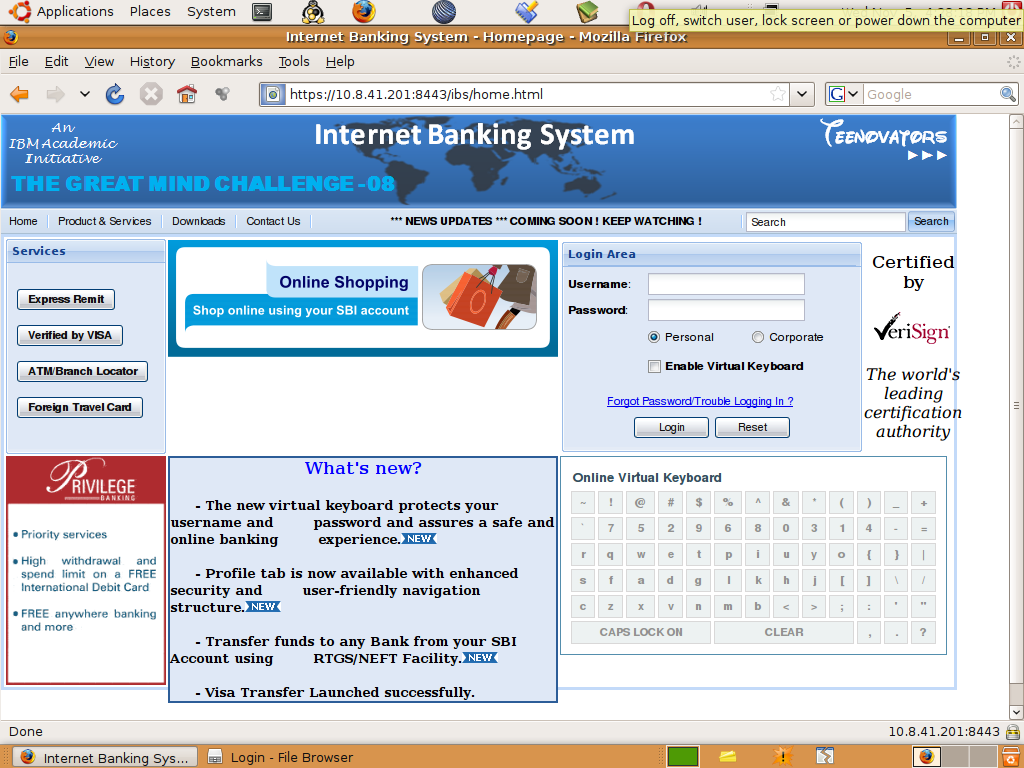 Applications Places System
Log off, switch user, lock screen or power down the computer
Internet Banking System - Homepage - Mozilla Firefox
File Edit View History Bookmarks Tools Help
https://10.8.41.201:8443/ibs/home.html
G Google
An
IBM Academic
Initiative
Internet Banking System
TEENOVATORS
THE GREAT MIND CHALLENGE -08
Home Product & Services Downloads Contact Us
*** NEWS UPDATES *** COMING SOON ! KEEP WATCHING !
Search Search
Services
Express Remit
Verified by VISA
ATM/Branch Locator
Foreign Travel Card
Online Shopping
Shop online using your SBI account
Login Area
Username:
Password:
Personal Corporate
Enable Virtual Keyboard
Forgot Password/Trouble Logging In ?
Login Reset
Certified
by
VeriSign
The world's
leading
certification
authority
PRIVILEGE
BANKING
• Priority services
• High withdrawal and
spend limit on a FREE
International Debit Card
• FREE anywhere banking
and more
What's new?
- The new virtual keyboard protects your
username and password and assures a safe and
online banking experience. NEW
- Profile tab is now available with enhanced
security and user-friendly navigation
structure. NEW
- Transfer funds to any Bank from your SBI
Account using RTGS/NEFT Facility. NEW
- Visa Transfer Launched successfully.
Online Virtual Keyboard
~ ! @ # $ % ^ & * ( ) _ +
` 7 5 2 9 6 8 0 3 1 4 - =
r q w e t p i u y o { } |
s f a d g l k h j [ ] \ /
c z x v n m b < > ; : ' "
CAPS LOCK ON CLEAR , . ?
Done
10.8.41.201:8443
Internet Banking Sys...
Login - File Browser